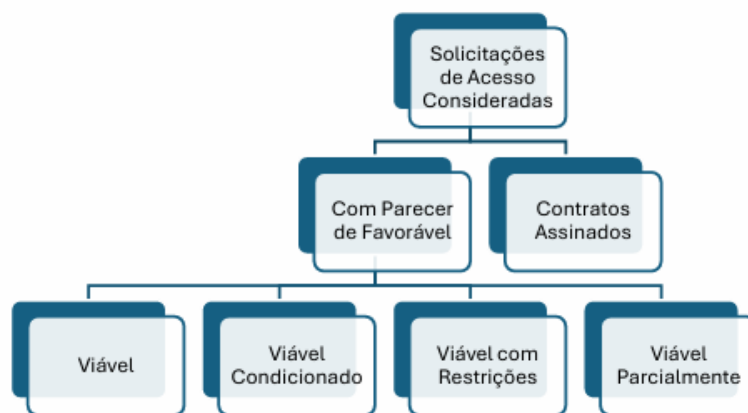 Solicitações
de Acesso
Consideradas
Com Parecer
de Favorável
Contratos
Assinados
Viável
Viável
Condicionado
Viável com
Restrições
Viável
Parcialmente